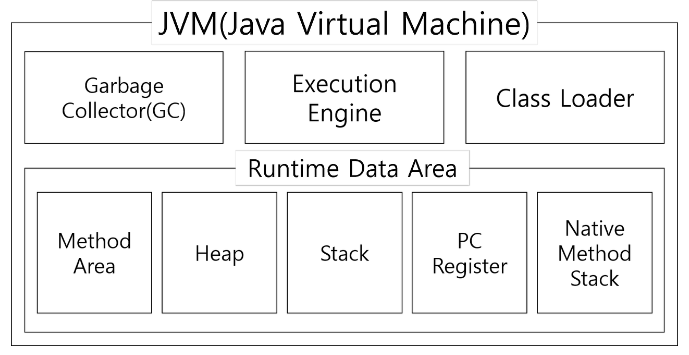 JVM(Java Virtual Machine)
Garbage
Collector(GC)
Execution
Engine
Class Loader
Runtime Data Area
Method
Area
Heap
Stack
PC
Register
Native
Method
Stack